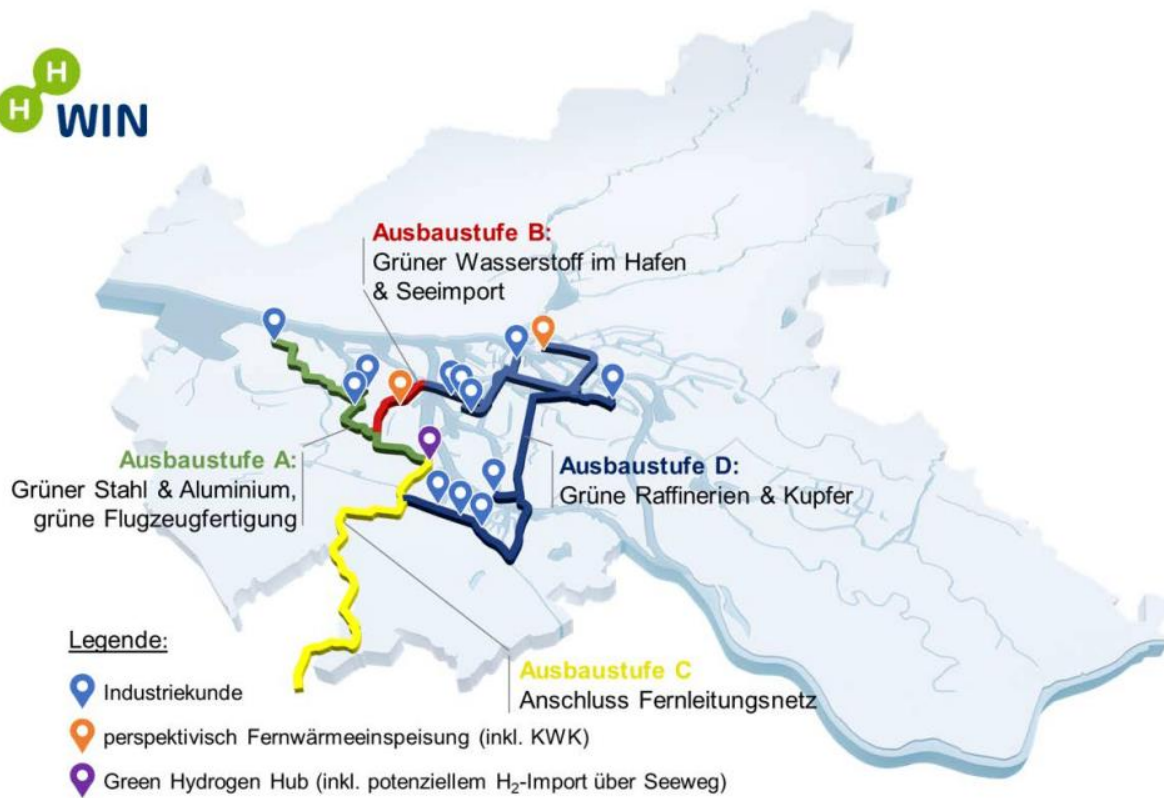 H
H
WIN
Ausbaustufe B:
Grüner Wasserstoff im Hafen
& Seeimport
Ausbaustufe A:
Grüner Stahl & Aluminium,
grüne Flugzeugfertigung
Ausbaustufe D:
Grüne Raffinerien & Kupfer
Ausbaustufe C
Anschluss Fernleitungsnetz
Legende:
Industriekunde
perspektivisch Fernwärmeeinspeisung (inkl. KWK)
Green Hydrogen Hub (inkl. potenziellem H₂-Import über Seeweg)